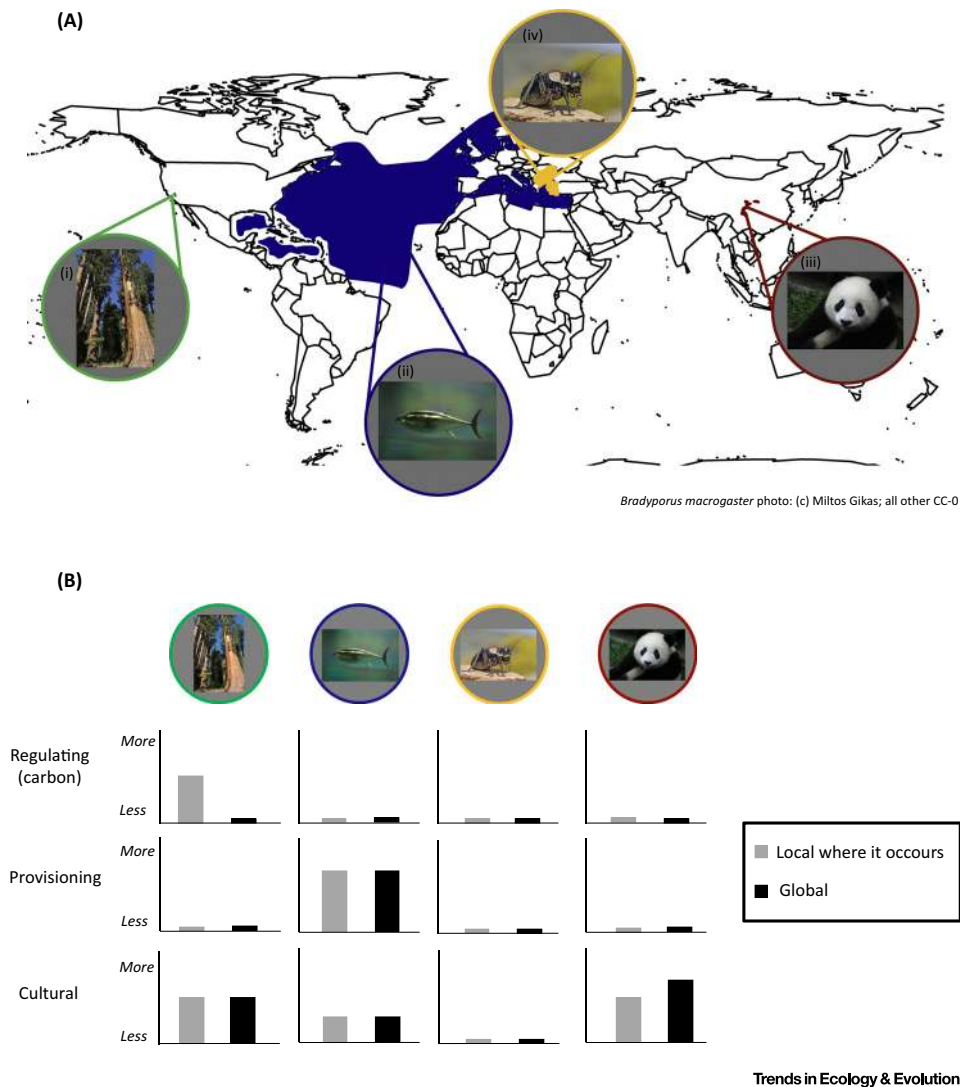 (A)
(iv)
(i)
(iii)
(ii)
Bradyporus macrogaster photo: (c) Miltos Gikas; all other CC-0
(B)
More
Regulating
(carbon)
Less
More
Provisioning
Less
Local where it occours
Global
More
Cultural
Less
Trends in Ecology & Evolution